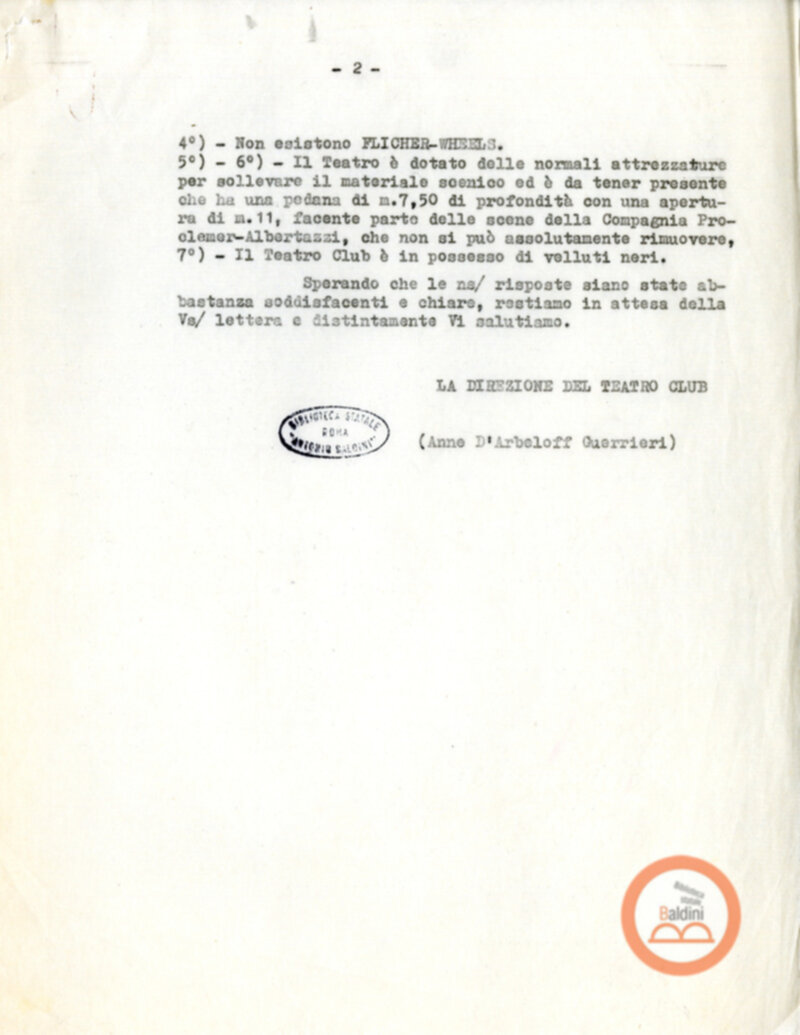 - 2 -
4°) - Non esistono FLICHER-WHEELS.
5°) - 6°) - Il Teatro è dotato delle normali attrezzature
per sollevare il materiale scenico ed è da tener presente
che ha una pedana di m.7,50 di profondità con una apertu-
ra di m.11, facente parte delle scene della Compagnia Pro-
clemer-Albertazzi, che non si può assolutamente rimuovere,
7°) - Il Teatro Club è in possesso di velluti neri.
Sperando che le ns/ risposte siano state ab-
bastanza soddisfacenti e chiare, restiamo in attesa della
Vs/ lettera e distintamente Vi salutiamo.
LA DIREZIONE DEL TEATRO CLUB
(Anne D'Arbeloff Guerrieri)
BIBLIOTECA STATALE
ROMA
"ANTONIO BALDINI"
Biblioteca
statale
Baldini